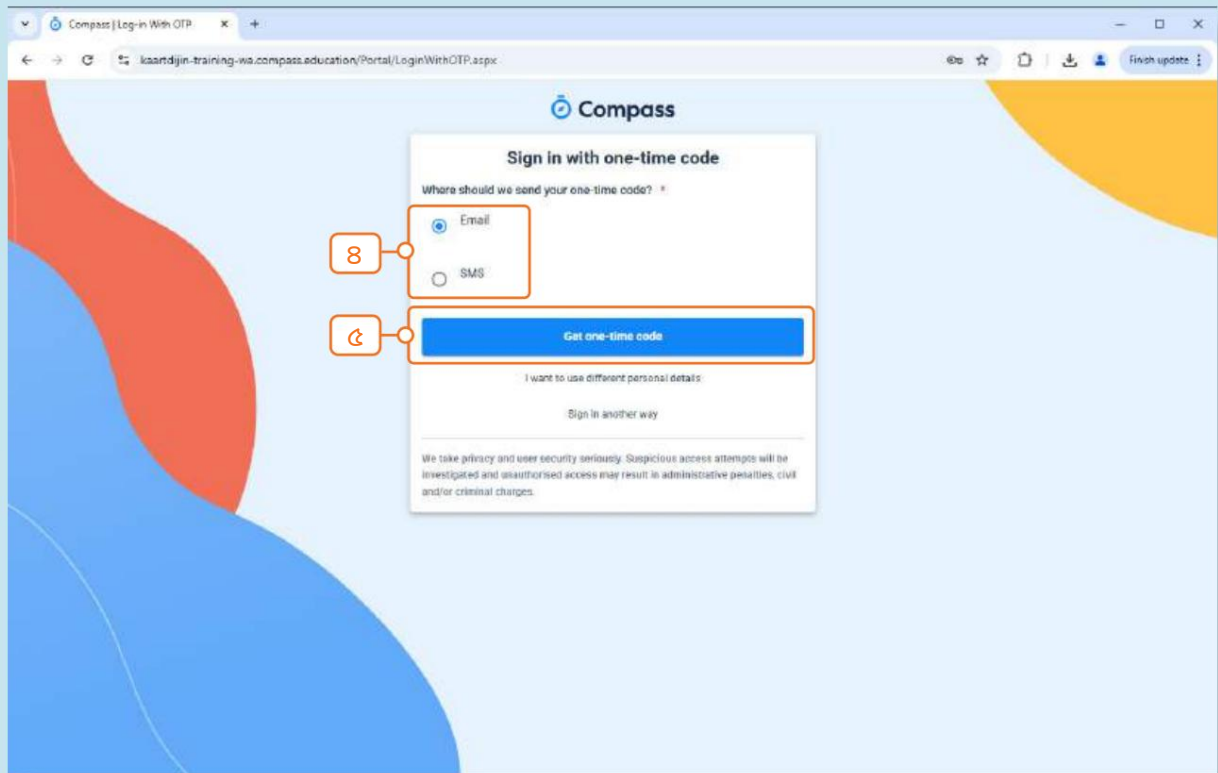 Compass | Log-in With OTP
kaartdijin-training-wa.compass.education/Portal/LoginWithOTP.aspx
Finish update
Compass
Sign in with one-time code
Where should we send your one-time code? *
Email
8
SMS
Get one-time code
I want to use different personal details
Sign in another way
We take privacy and user security seriously. Suspicious access attempts will be
investigated and unauthorised access may result in administrative penalties, civil
and/or criminal charges.